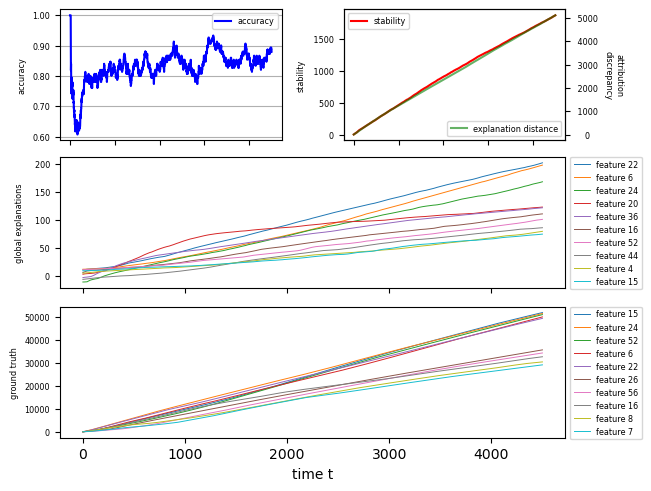 accuracy
1.00
0.90
0.80
0.70
0.60
accuracy
stability
1500
1000
500
0
stability
explanation distance
5000
4000
3000
2000
1000
0
attribution
discrepancy
global explanations
200
150
100
50
0
feature 22
feature 6
feature 24
feature 20
feature 36
feature 16
feature 52
feature 44
feature 4
feature 15
ground truth
50000
40000
30000
20000
10000
0
feature 15
feature 24
feature 52
feature 6
feature 22
feature 26
feature 56
feature 16
feature 8
feature 7
0 1000 2000 3000 4000
time t